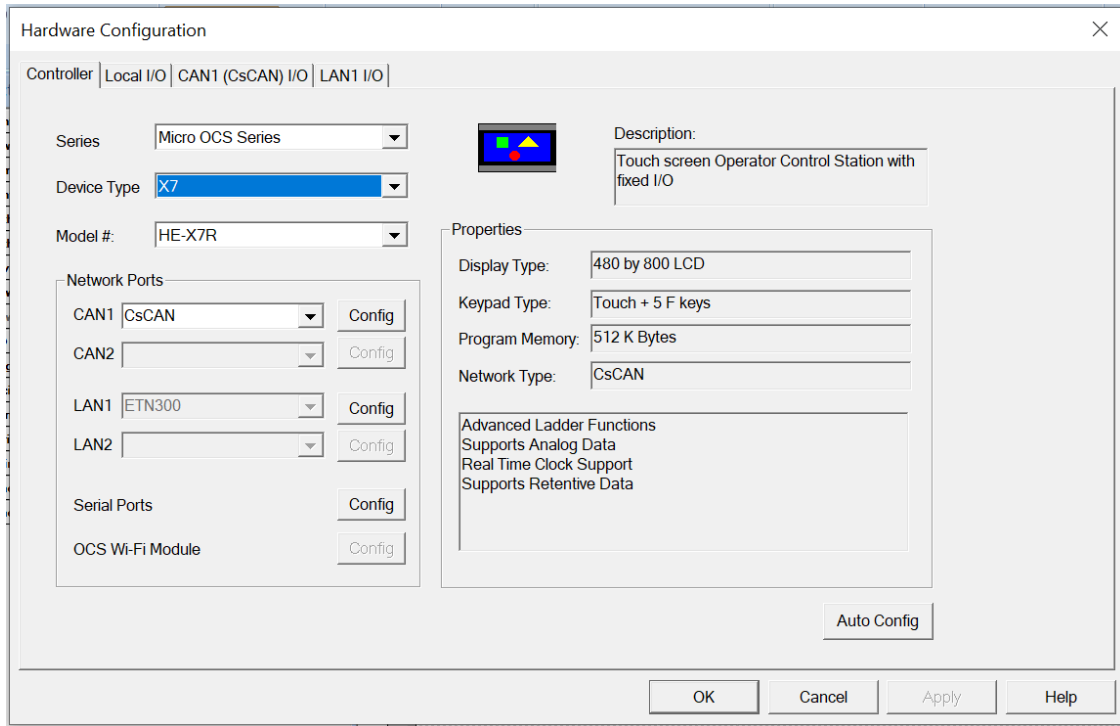 Hardware Configuration
Controller
Local I/O
CAN1 (CsCAN) I/O
LAN1 I/O
Series
Micro OCS Series
Device Type
X7
Model #:
HE-X7R
Description:
Touch screen Operator Control Station with
fixed I/O
Network Ports
CAN1
CsCAN
Config
CAN2
Config
LAN1
ETN300
Config
LAN2
Config
Serial Ports
Config
OCS Wi-Fi Module
Config
Properties
Display Type:
480 by 800 LCD
Keypad Type:
Touch + 5 F keys
Program Memory:
512 K Bytes
Network Type:
CsCAN
Advanced Ladder Functions
Supports Analog Data
Real Time Clock Support
Supports Retentive Data
Auto Config
OK
Cancel
Apply
Help